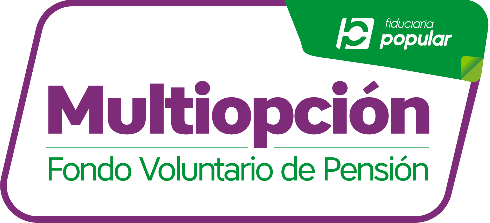 fiduciaria
popular
Multiopción
Fondo Voluntario de Pensión